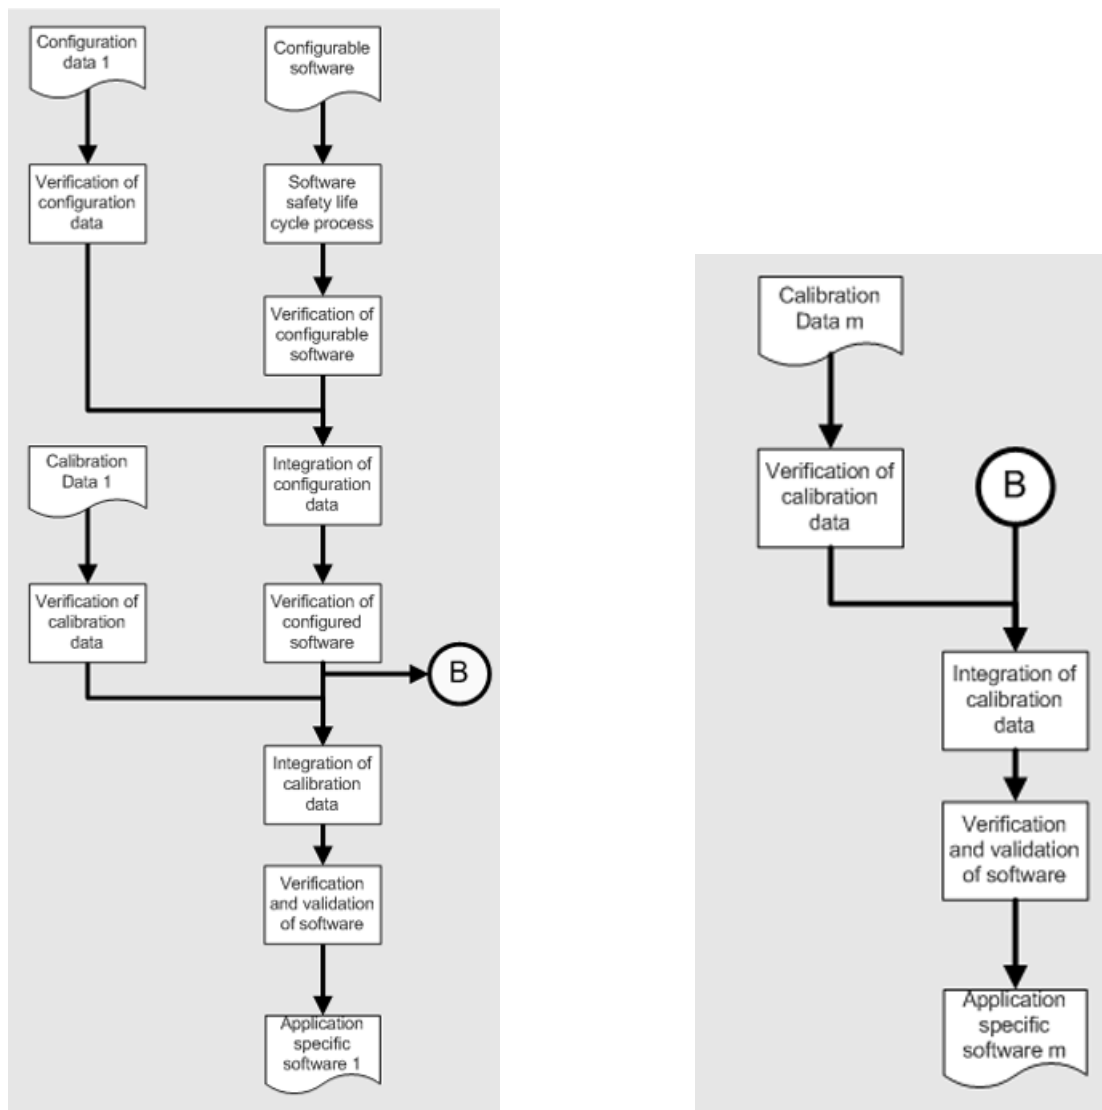 Configuration
data 1
Configurable
software
Verification of
configuration
data
Software
safety life
cycle process
Verification of
configurable
software
Calibration
Data 1
Integration of
configuration
data
Verification of
calibration
data
Verification of
configured
software
B
Integration of
calibration
data
Verification
and validation
of software
Application
specific
software 1
Calibration
Data m
Verification of
calibration
data
B
Integration of
calibration
data
Verification
and validation
of software
Application
specific
software m